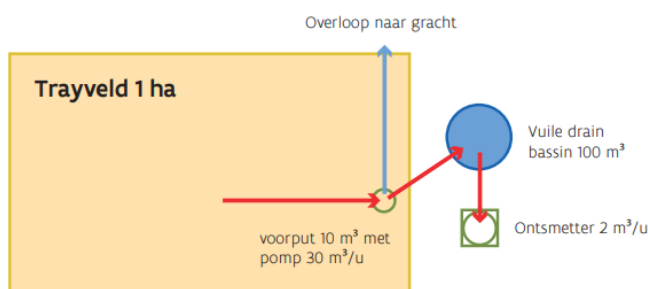 Overloop naar gracht
Trayveld 1 ha
Vuile drain
bassin 100 m³
voorput 10 m³ met
pomp 30 m³/u
Ontsmetter 2 m³/u